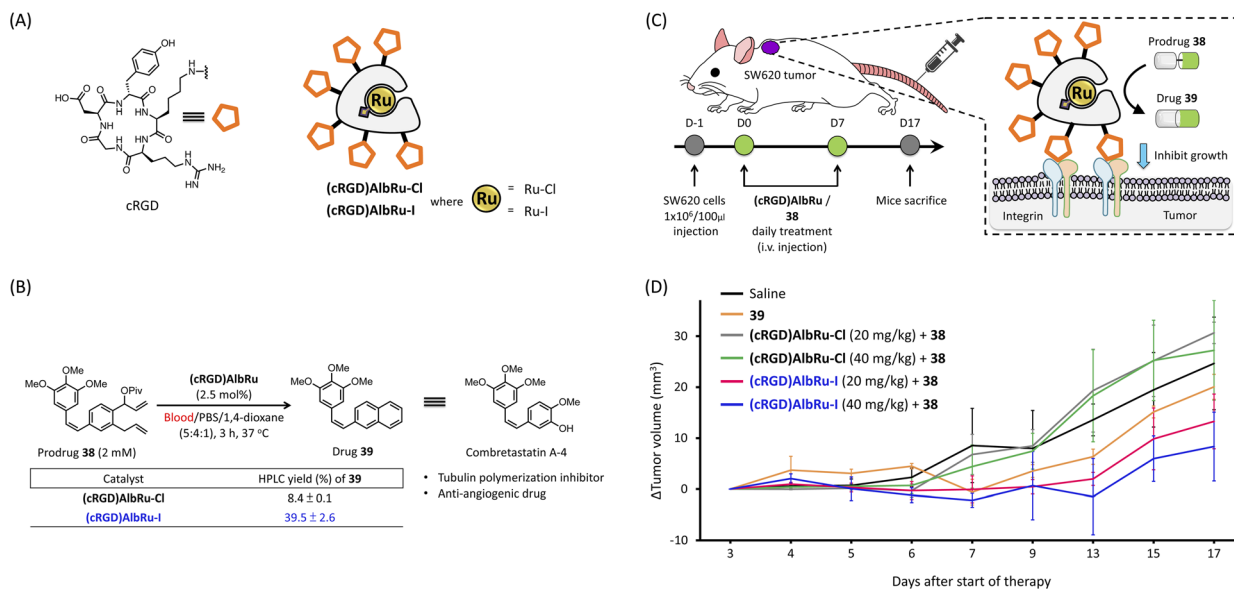 (A)
OH
HN
HO
O
O
HN
NH
O
NH
O
NH
HN
O
O
H
N
NH2
NH
cRGD
Ru
(cRGD)AlbRu-Cl
(cRGD)AlbRu-I
where
Ru
= Ru-Cl
= Ru-I
(B)
OMe
MeO
OMe
OPiv
Prodrug 38 (2 mM)
(cRGD)AlbRu
(2.5 mol%)
Blood/PBS/1,4-dioxane
(5:4:1), 3 h, 37 °C
OMe
MeO
OMe
Drug 39
OMe
MeO
OMe
OMe
OH
Combretastatin A-4
• Tubulin polymerization inhibitor
• Anti-angiogenic drug
Catalyst HPLC yield (%) of 39
(cRGD)AlbRu-Cl 8.4 ± 0.1
(cRGD)AlbRu-I 39.5 ± 2.6
(C)
SW620 tumor
D-1 D0 D7 D17
SW620 cells
1x10⁶/100μl
injection
(cRGD)AlbRu /
38
daily treatment
(i.v. injection)
Mice sacrifice
Ru
Prodrug 38
Drug 39
Inhibit growth
Integrin
Tumor
(D)
Saline
39
(cRGD)AlbRu-Cl (20 mg/kg) + 38
(cRGD)AlbRu-Cl (40 mg/kg) + 38
(cRGD)AlbRu-I (20 mg/kg) + 38
(cRGD)AlbRu-I (40 mg/kg) + 38
ΔTumor volume (mm³)
30
20
10
0
-10
3 4 5 6 7 9 13 15 17
Days after start of therapy